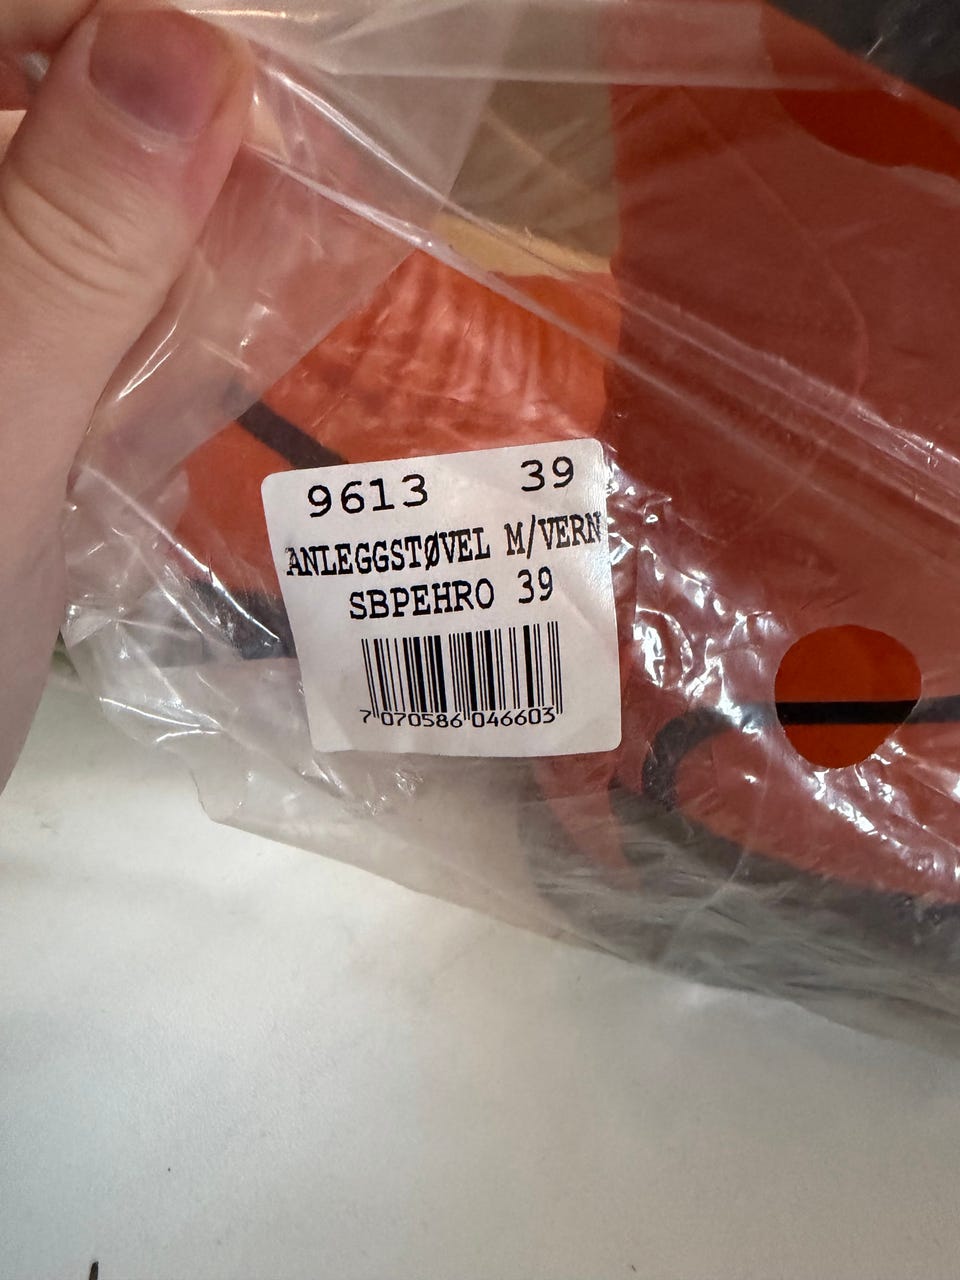 9613 39
ANLEGGSTØVEL M/VERN
SBPEHRO 39
7 070586 046603